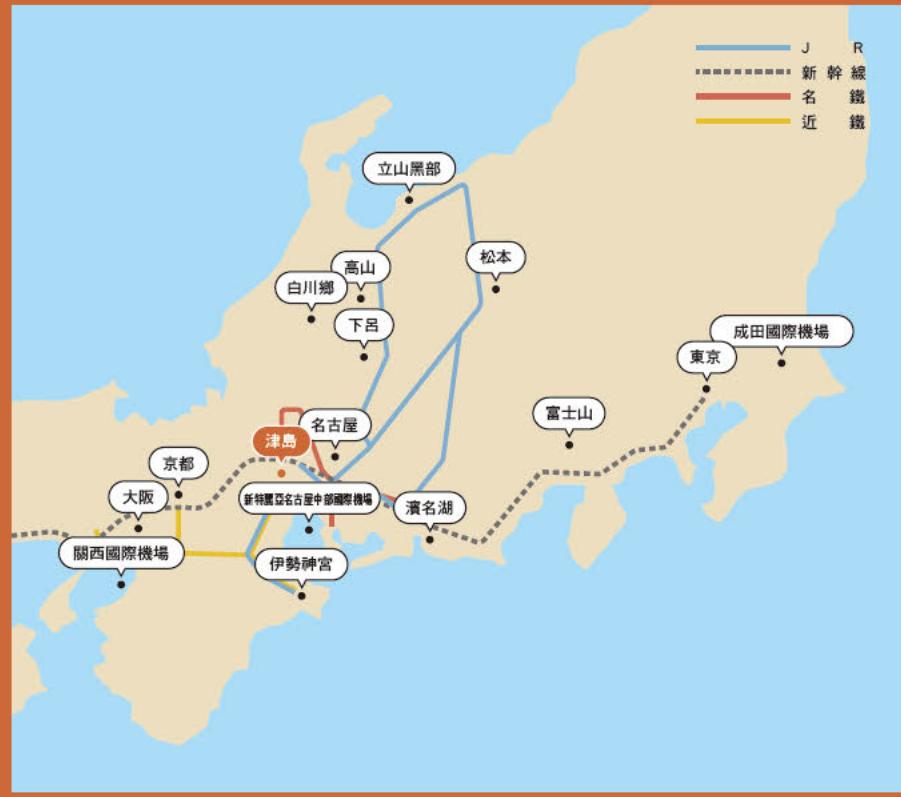 J R
新幹線
名鐵
近鐵
立山黑部
松本
高山
白川鄉
下呂
成田國際機場
東京
富士山
名古屋
津島
京都
大阪
新特麗亞名古屋中部國際機場
濱名湖
關西國際機場
伊勢神宮